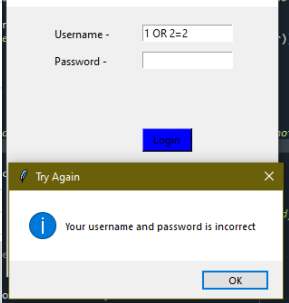 Username - 1 OR 2=2
Password -
Login
Try Again
Your username and password is incorrect
OK